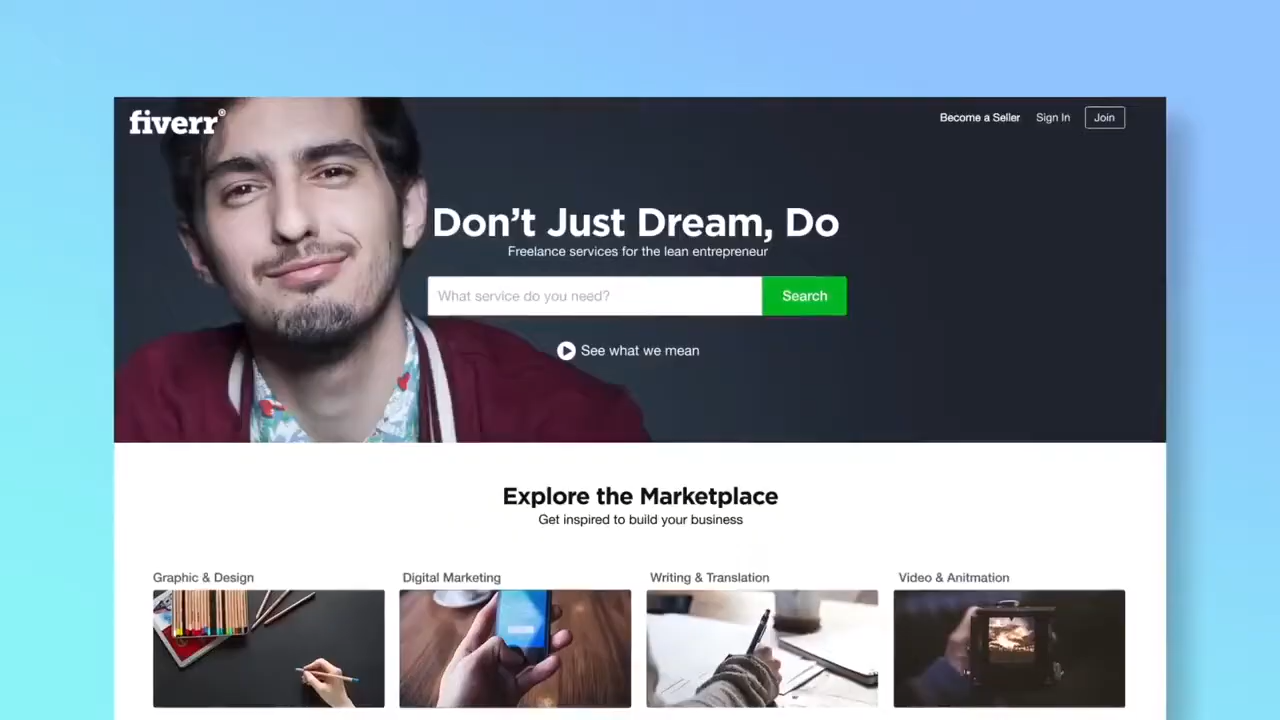 fiverr®
Become a Seller
Sign In
Join
Don't Just Dream, Do
Freelance services for the lean entrepreneur
What service do you need?
Search
See what we mean
Explore the Marketplace
Get inspired to build your business
Graphic & Design
Digital Marketing
Writing & Translation
Video & Anitmation